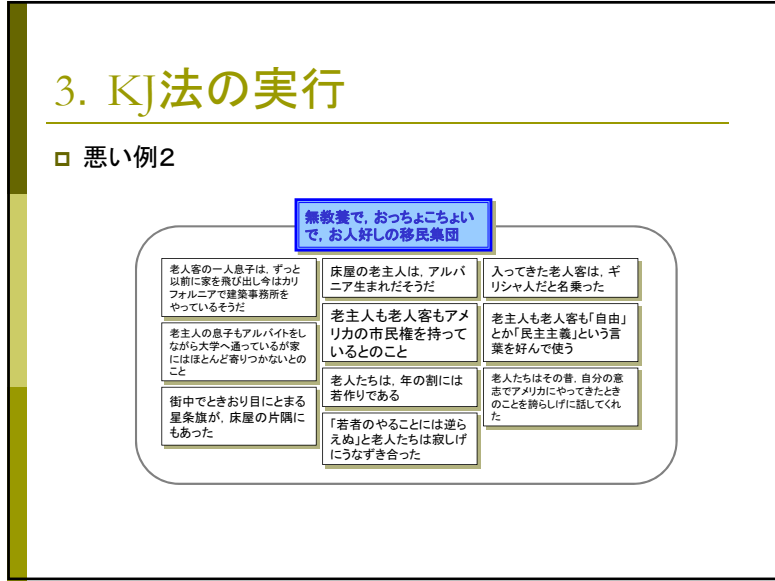 3. KJ法の実行
悪い例2
無教養で, おっちょこちょい
で, お人好しの移民集団
老人客の一人息子は, ずっと
以前に家を飛び出し今はカリ
フォルニアで建築事務所を
やっているそうだ
老主人の息子もアルバイトをし
ながら大学へ通っているが家
にはほとんど寄りつかないとの
こと
街中でときおり目にとまる
星条旗が, 床屋の片隅に
もあった
床屋の老主人は, アルバ
ニア生まれだそうだ
老主人も老人客もアメ
リカの市民権を持って
いるとのこと
老人たちは, 年の割には
若作りである
「若者のやることには逆ら
えぬ」と老人たちは寂しげ
にうなずき合った
入ってきた老人客は, ギ
リシャ人だと名乗った
老主人も老人客も「自由」
とか「民主主義」という言
葉を好んで使う
老人たちはその昔, 自分の意
志でアメリカにやってきたとき
のことを誇らしげに話してくれ
た